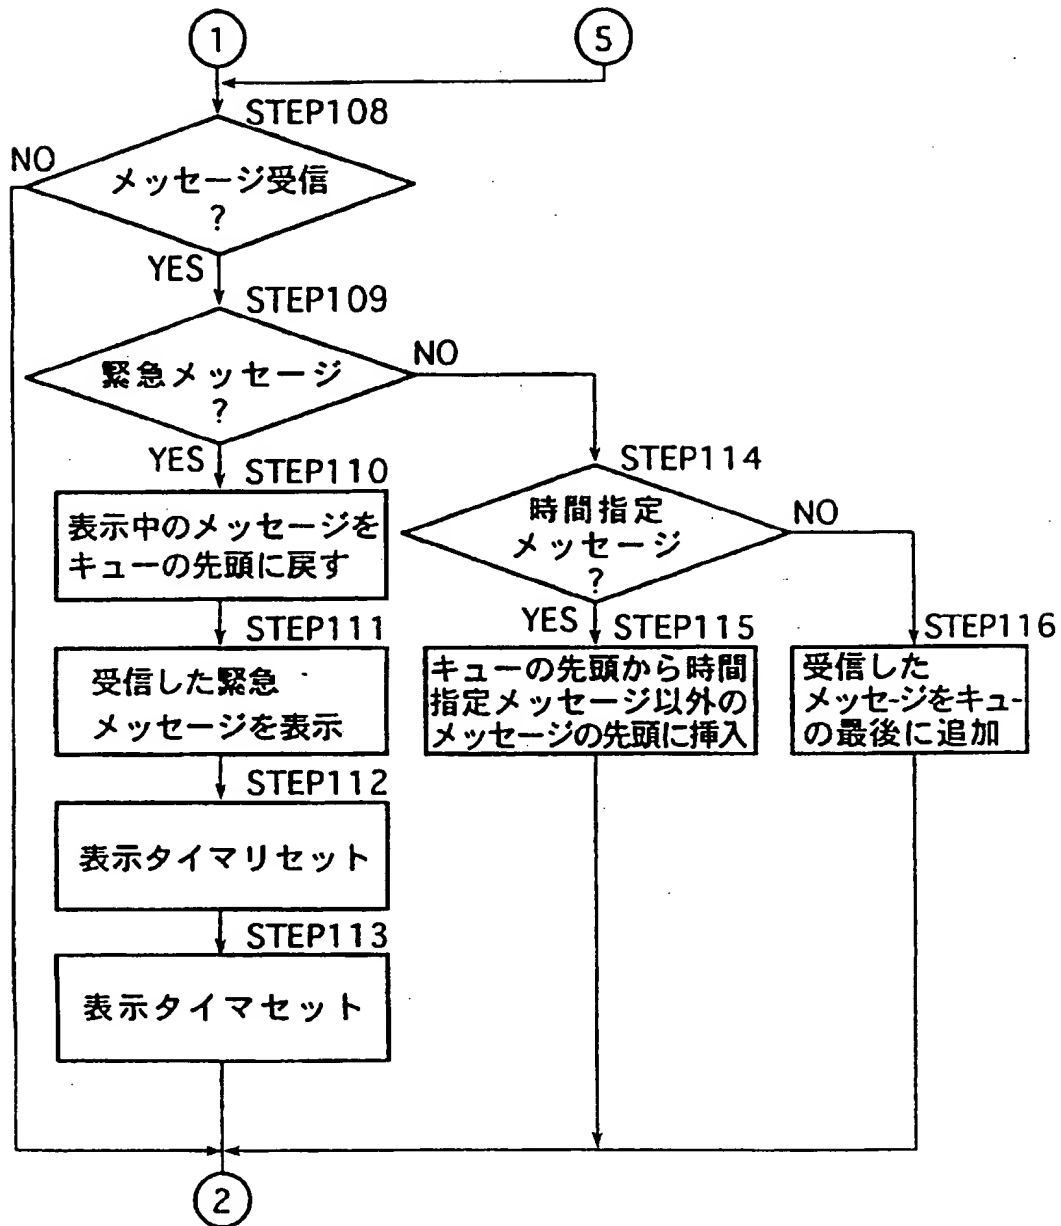 1
5
STEP108
NO
メッセージ受信
?
YES
STEP109
NO
緊急メッセージ
?
YES
STEP110
表示中のメッセージを
キューの先頭に戻す
STEP111
受信した緊急
メッセージを表示
STEP112
表示タイマリセット
STEP113
表示タイマセット
STEP114
時間指定
メッセージ
?
NO
YES
STEP115
キューの先頭から時間
指定メッセージ以外の
メッセージの先頭に挿入
STEP116
受信した
メッセージをキュー
の最後に追加
2